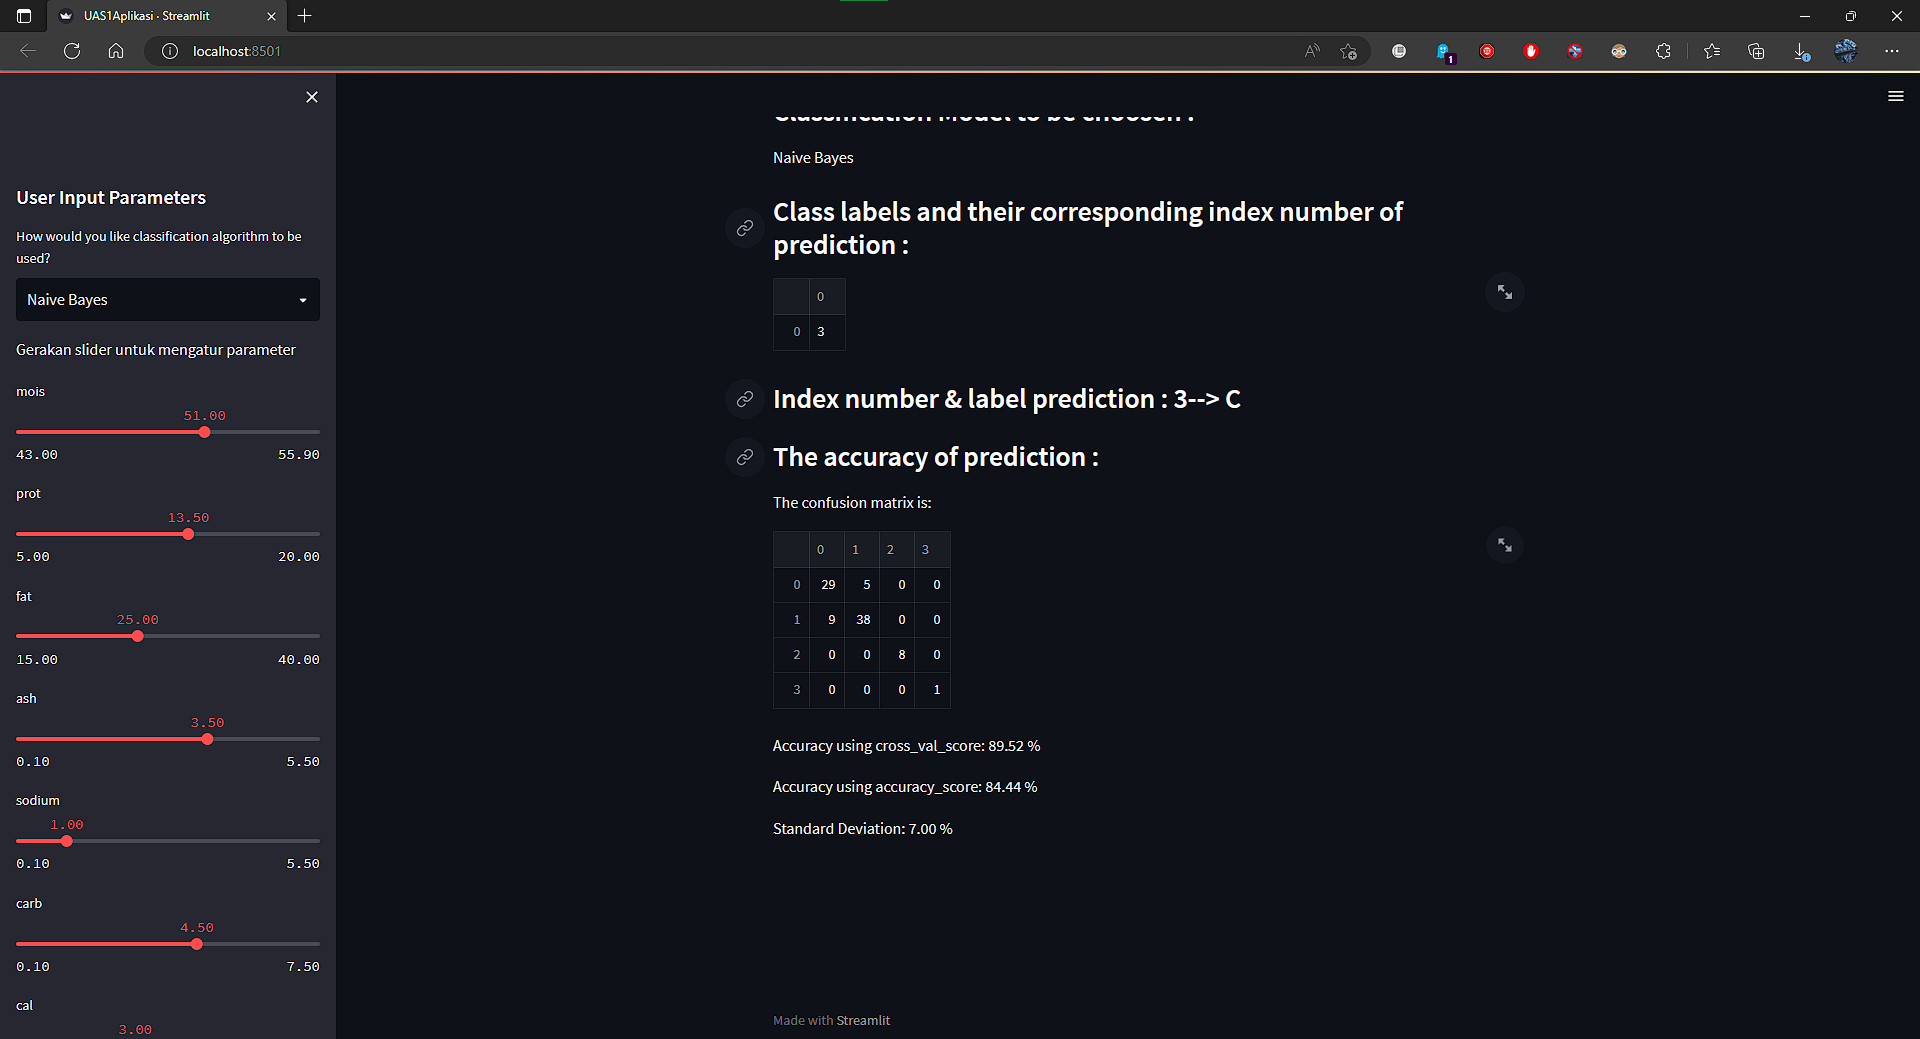 UAS1Aplikasi · Streamlit
localhost:8501
1
User Input Parameters
How would you like classification algorithm to be
used?
Naive Bayes
Gerakan slider untuk mengatur parameter
mois
51.00
43.00 55.90
prot
13.50
5.00 20.00
fat
25.00
15.00 40.00
ash
3.50
0.10 5.50
sodium
1.00
0.10 5.50
carb
4.50
0.10 7.50
cal
3.00
Classification Model to be choosen :
Naive Bayes
Class labels and their corresponding index number of
prediction :
0
0 3
Index number & label prediction : 3--> C
The accuracy of prediction :
The confusion matrix is:
0 1 2 3
0 29 5 0 0
1 9 38 0 0
2 0 0 8 0
3 0 0 0 1
Accuracy using cross_val_score: 89.52 %
Accuracy using accuracy_score: 84.44 %
Standard Deviation: 7.00 %
Made with Streamlit